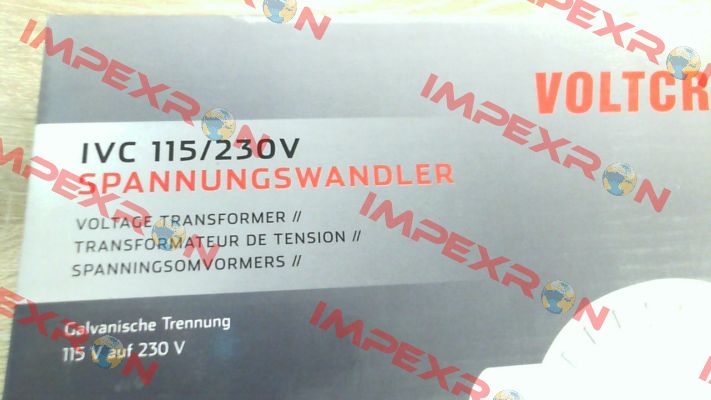 VOLTCR
IVC 115/230V
SPANNUNGSWANDLER
VOLTAGE TRANSFORMER //
TRANSFORMATEUR DE TENSION //
SPANNINGSOMVORMERS //
Galvanische Trennung
115 V auf 230 V
IMPEXRON
IMPEXRON
IMPEXRON
IMPEXRON
IMPEXRON
IMPEXRON
IMPEXRON